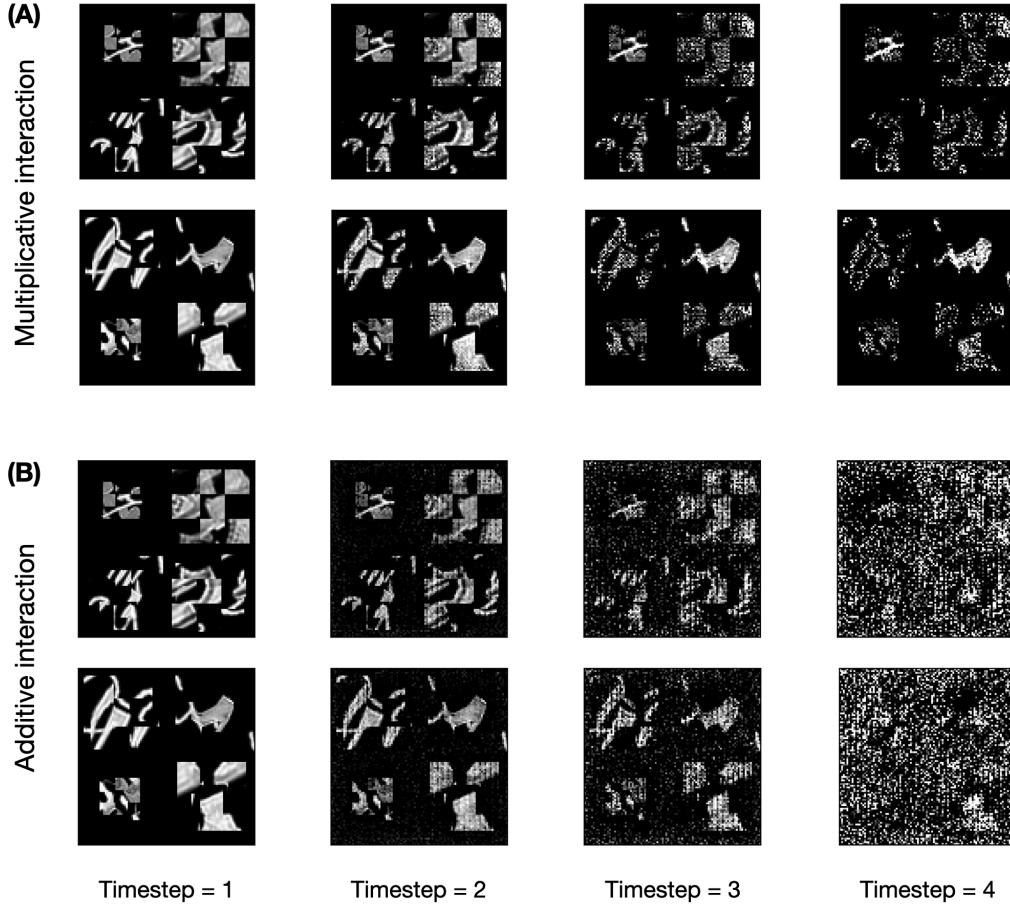 (A)
Multiplicative interaction
(B)
Additive interaction
Timestep = 1
Timestep = 2
Timestep = 3
Timestep = 4